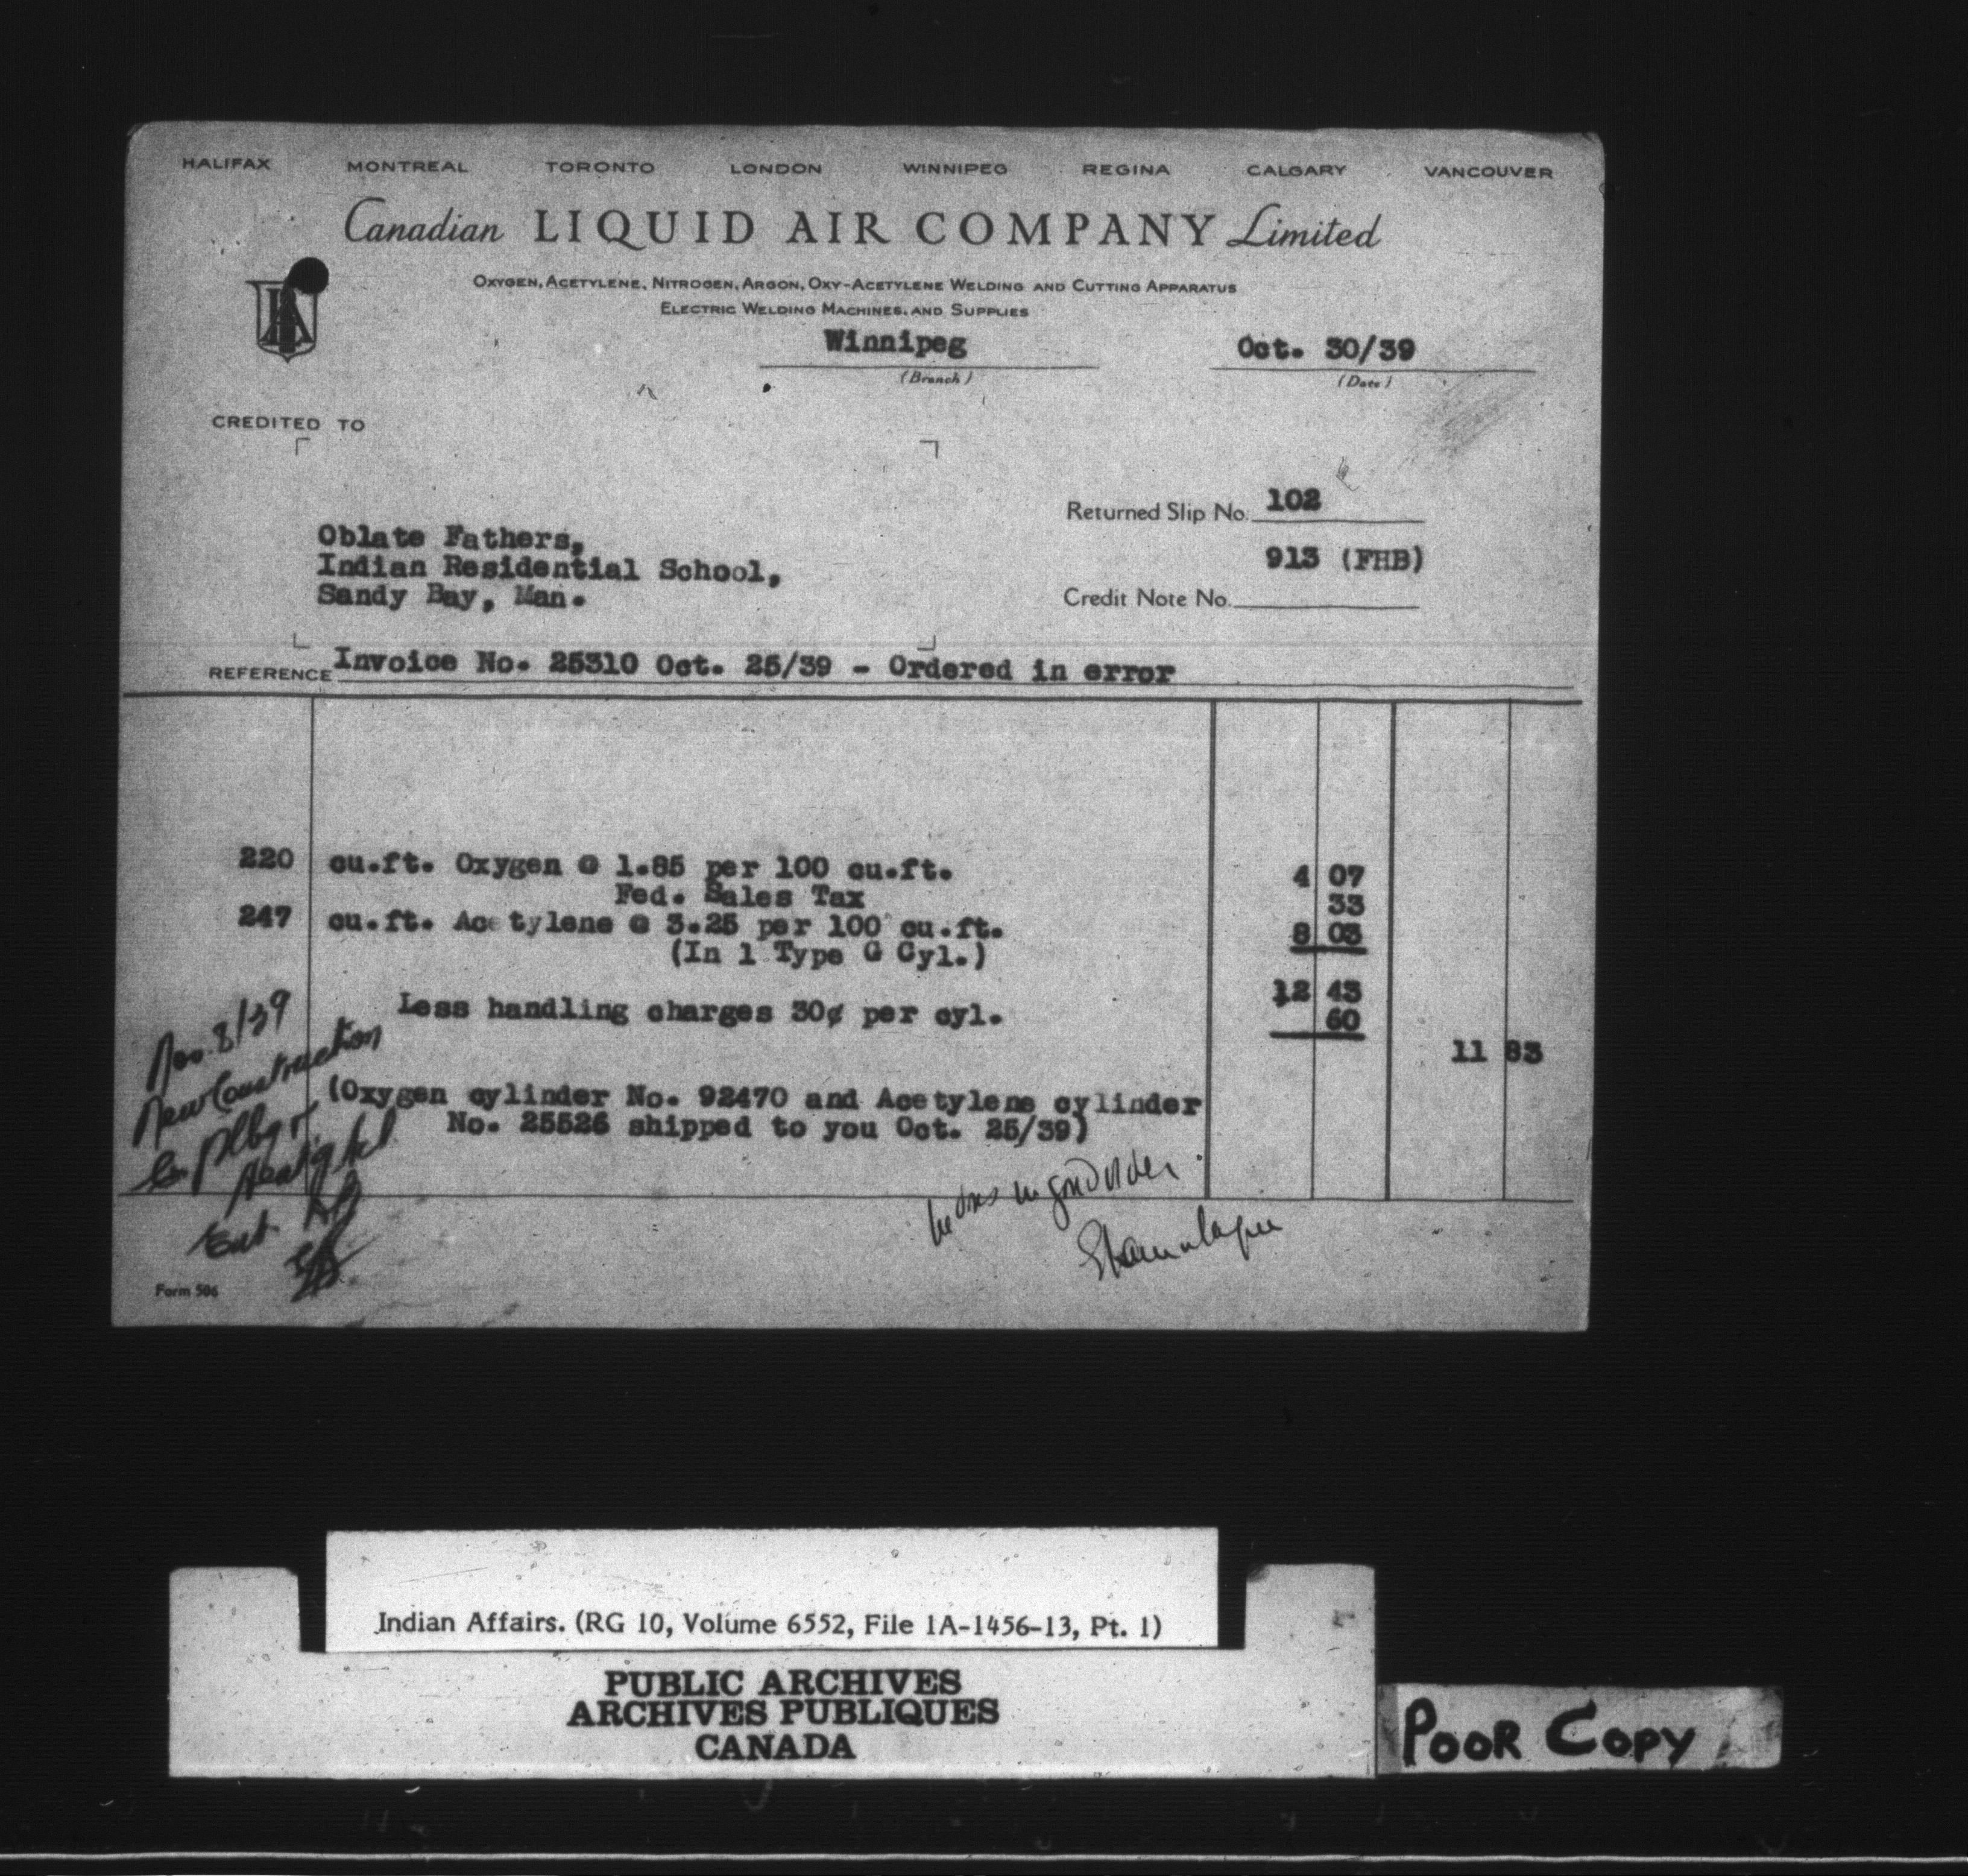 HALIFAX MONTREAL TORONTO LONDON WINNIPEG REGINA CALGARY VANCOUVER
Canadian LIQUID AIR COMPANY Limited
OXYGEN, ACETYLENE, NITROGEN, ARGON, OXY-ACETYLENE WELDING AND CUTTING APPARATUS
ELECTRIC WELDING MACHINES, AND SUPPLIES
Winnipeg Oct. 30/39
(Branch) (Date)
CREDITED TO
Returned Slip No. 102
Oblate Fathers,
Indian Residential School,
Sandy Bay, Man.
913 (FHB)
Credit Note No.
REFERENCE Invoice No. 25310 Oct. 25/39 - Ordered in error
220 cu.ft. Oxygen @ 1.85 per 100 cu.ft. 4 07
Fed. Sales Tax 33
247 cu.ft. Acetylene @ 3.25 per 100 cu.ft. 8 03
(In 1 Type G Cyl.)
12 43
Less handling charges 30¢ per cyl. 60
11 83
(Oxygen cylinder No. 92470 and Acetylene cylinder
No. 25526 shipped to you Oct. 25/39)
Nov. 8/39
New Construction
Ent
in good order
Form 506
Indian Affairs. (RG 10, Volume 6552, File 1A-1456-13, Pt. 1)
PUBLIC ARCHIVES
ARCHIVES PUBLIQUES
CANADA
POOR COPY